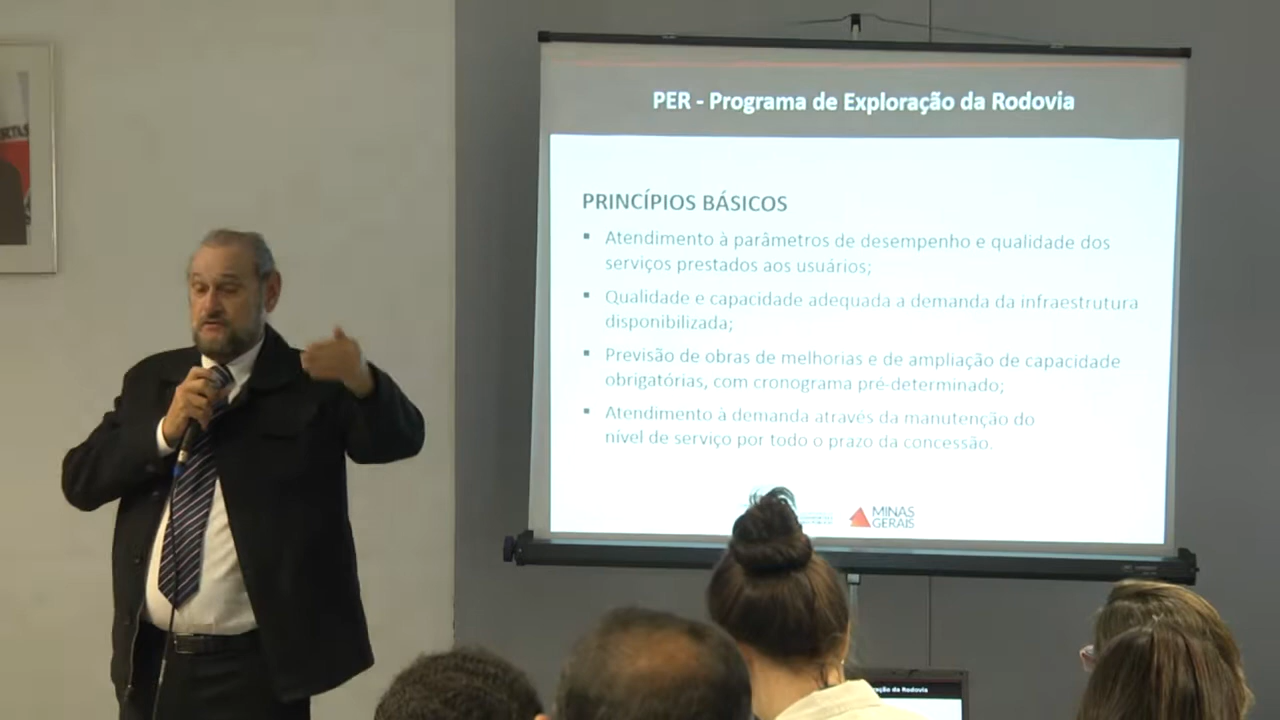 PER - Programa de Exploração da Rodovia
PRINCÍPIOS BÁSICOS
▪ Atendimento à parâmetros de desempenho e qualidade dos
serviços prestados aos usuários;
▪ Qualidade e capacidade adequada a demanda da infraestrutura
disponibilizada;
▪ Previsão de obras de melhorias e de ampliação de capacidade
obrigatórias, com cronograma pré-determinado;
▪ Atendimento à demanda através da manutenção do
nível de serviço por todo o prazo da concessão.
MINAS
GERAIS
da Rodovia